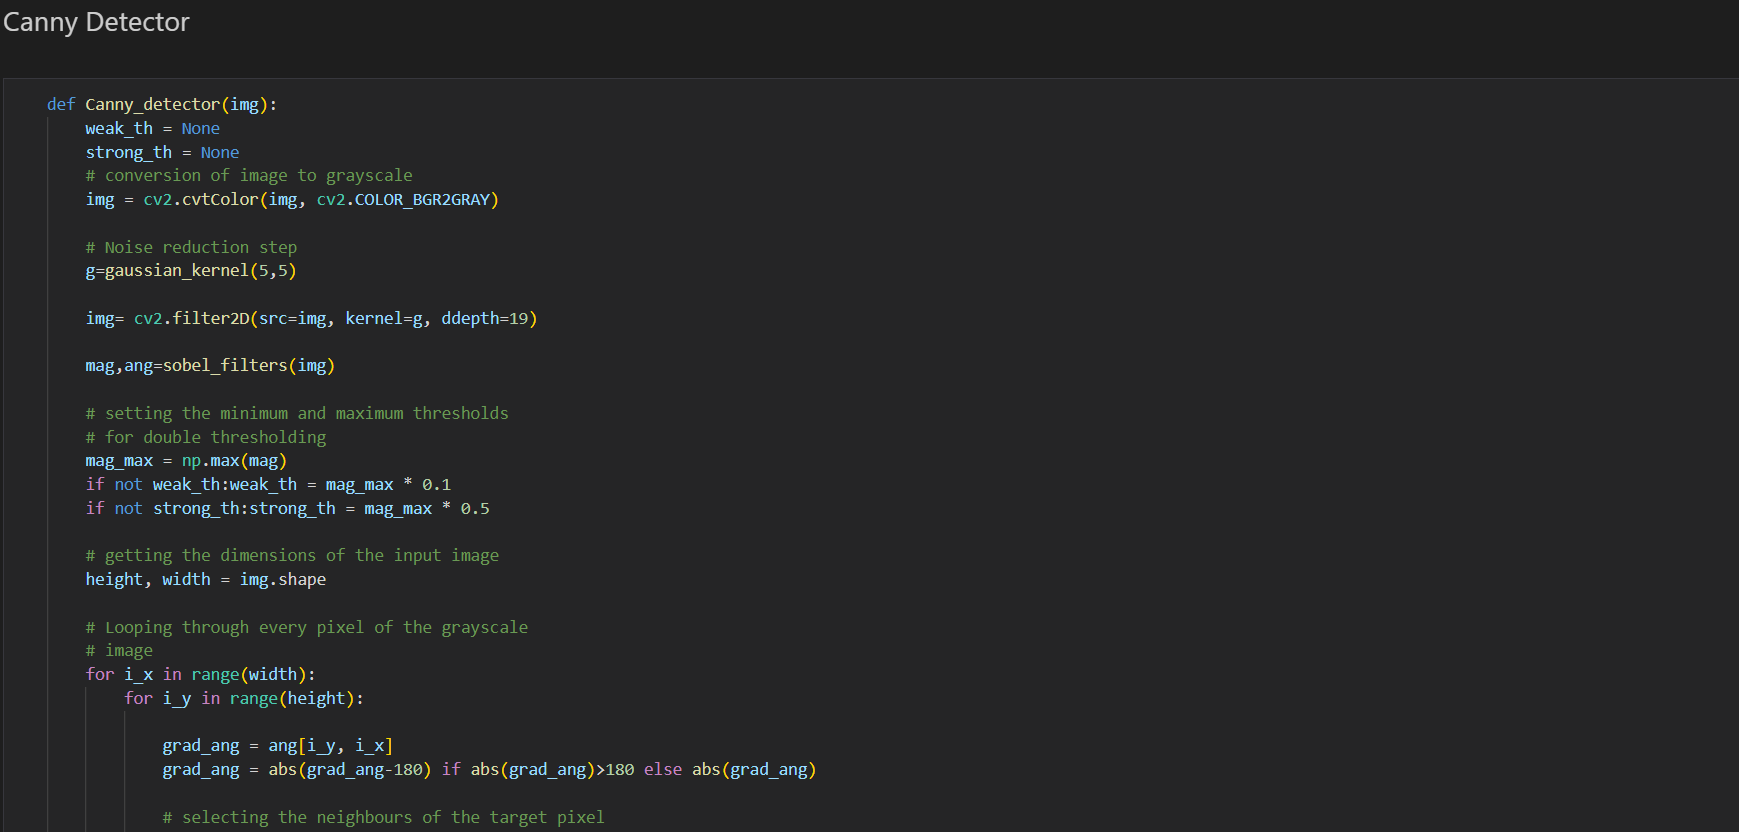 Canny Detector
def Canny_detector(img):
    weak_th = None
    strong_th = None
    # conversion of image to grayscale
    img = cv2.cvtColor(img, cv2.COLOR_BGR2GRAY)
    # Noise reduction step
    g=gaussian_kernel(5,5)
    img= cv2.filter2D(src=img, kernel=g, ddepth=19)
    mag,ang=sobel_filters(img)
    # setting the minimum and maximum thresholds
    # for double thresholding
    mag_max = np.max(mag)
    if not weak_th:weak_th = mag_max * 0.1
    if not strong_th:strong_th = mag_max * 0.5
    # getting the dimensions of the input image
    height, width = img.shape
    # Looping through every pixel of the grayscale
    # image
    for i_x in range(width):
        for i_y in range(height):
            grad_ang = ang[i_y, i_x]
            grad_ang = abs(grad_ang-180) if abs(grad_ang)>180 else abs(grad_ang)
            # selecting the neighbours of the target pixel